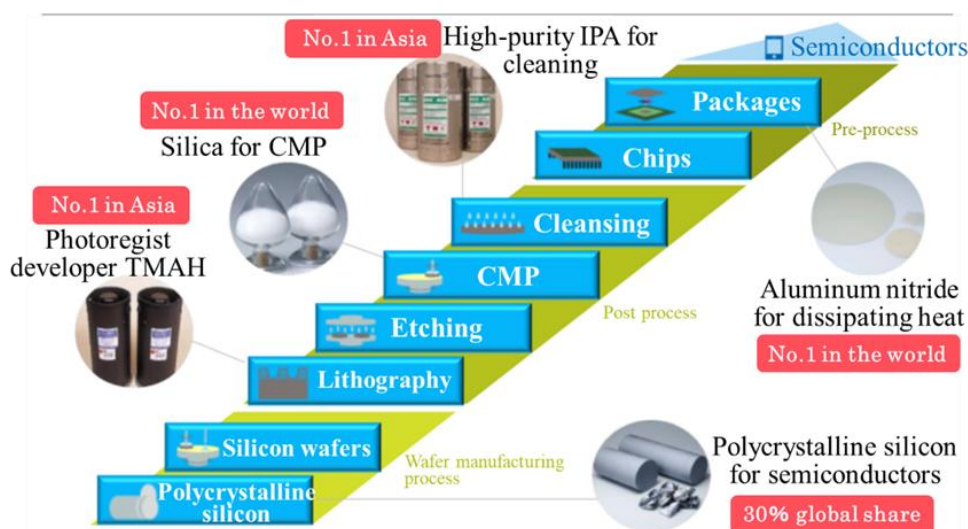 No.1 in Asia
High-purity IPA for
cleaning
Semiconductors
No.1 in the world
Silica for CMP
Packages
Pre-process
Chips
No.1 in Asia
Photoregist
developer TMAH
Cleansing
CMP
Post process
Aluminum nitride
for dissipating heat
No.1 in the world
Etching
Lithography
Silicon wafers
Wafer manufacturing
process
Polycrystalline
silicon
Polycrystalline silicon
for semiconductors
30% global share